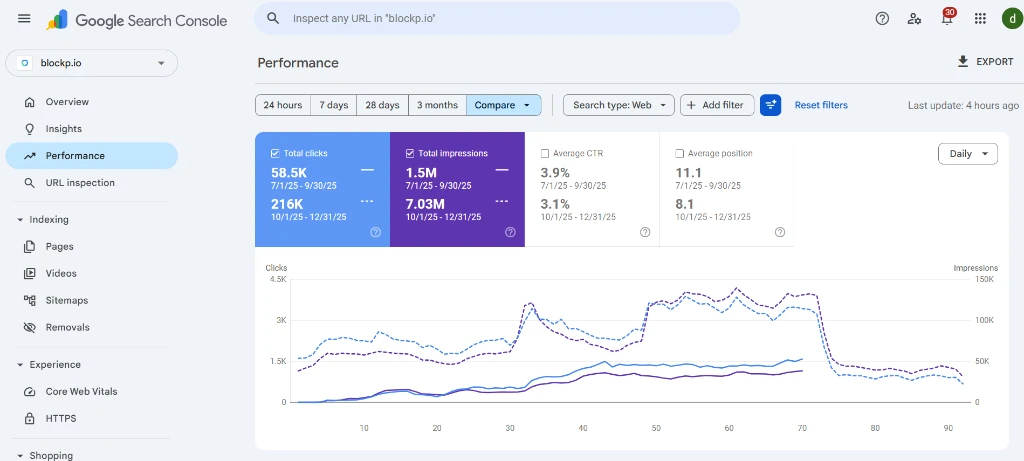 Google Search Console
Inspect any URL in "blockp.io"
30
d
blockp.io
Performance
EXPORT
24 hours
7 days
28 days
3 months
Compare
Search type: Web
Add filter
Reset filters
Last update: 4 hours ago
Overview
Insights
Performance
URL inspection
Indexing
Pages
Videos
Sitemaps
Removals
Experience
Core Web Vitals
HTTPS
Shopping
Total clicks
58.5K
7/1/25 - 9/30/25
216K
10/1/25 - 12/31/25
Total impressions
1.5M
7/1/25 - 9/30/25
7.03M
10/1/25 - 12/31/25
Average CTR
3.9%
7/1/25 - 9/30/25
3.1%
10/1/25 - 12/31/25
Average position
11.1
7/1/25 - 9/30/25
8.1
10/1/25 - 12/31/25
Daily
Clicks
Impressions
4.5K
150K
3K
100K
1.5K
50K
0
0
10 20 30 40 50 60 70 80 90